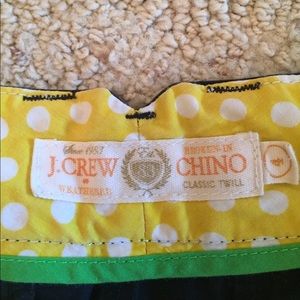 Since 1983
BROKEN-IN
J.CREW
CHINO
WEATHERED
CLASSIC TWILL